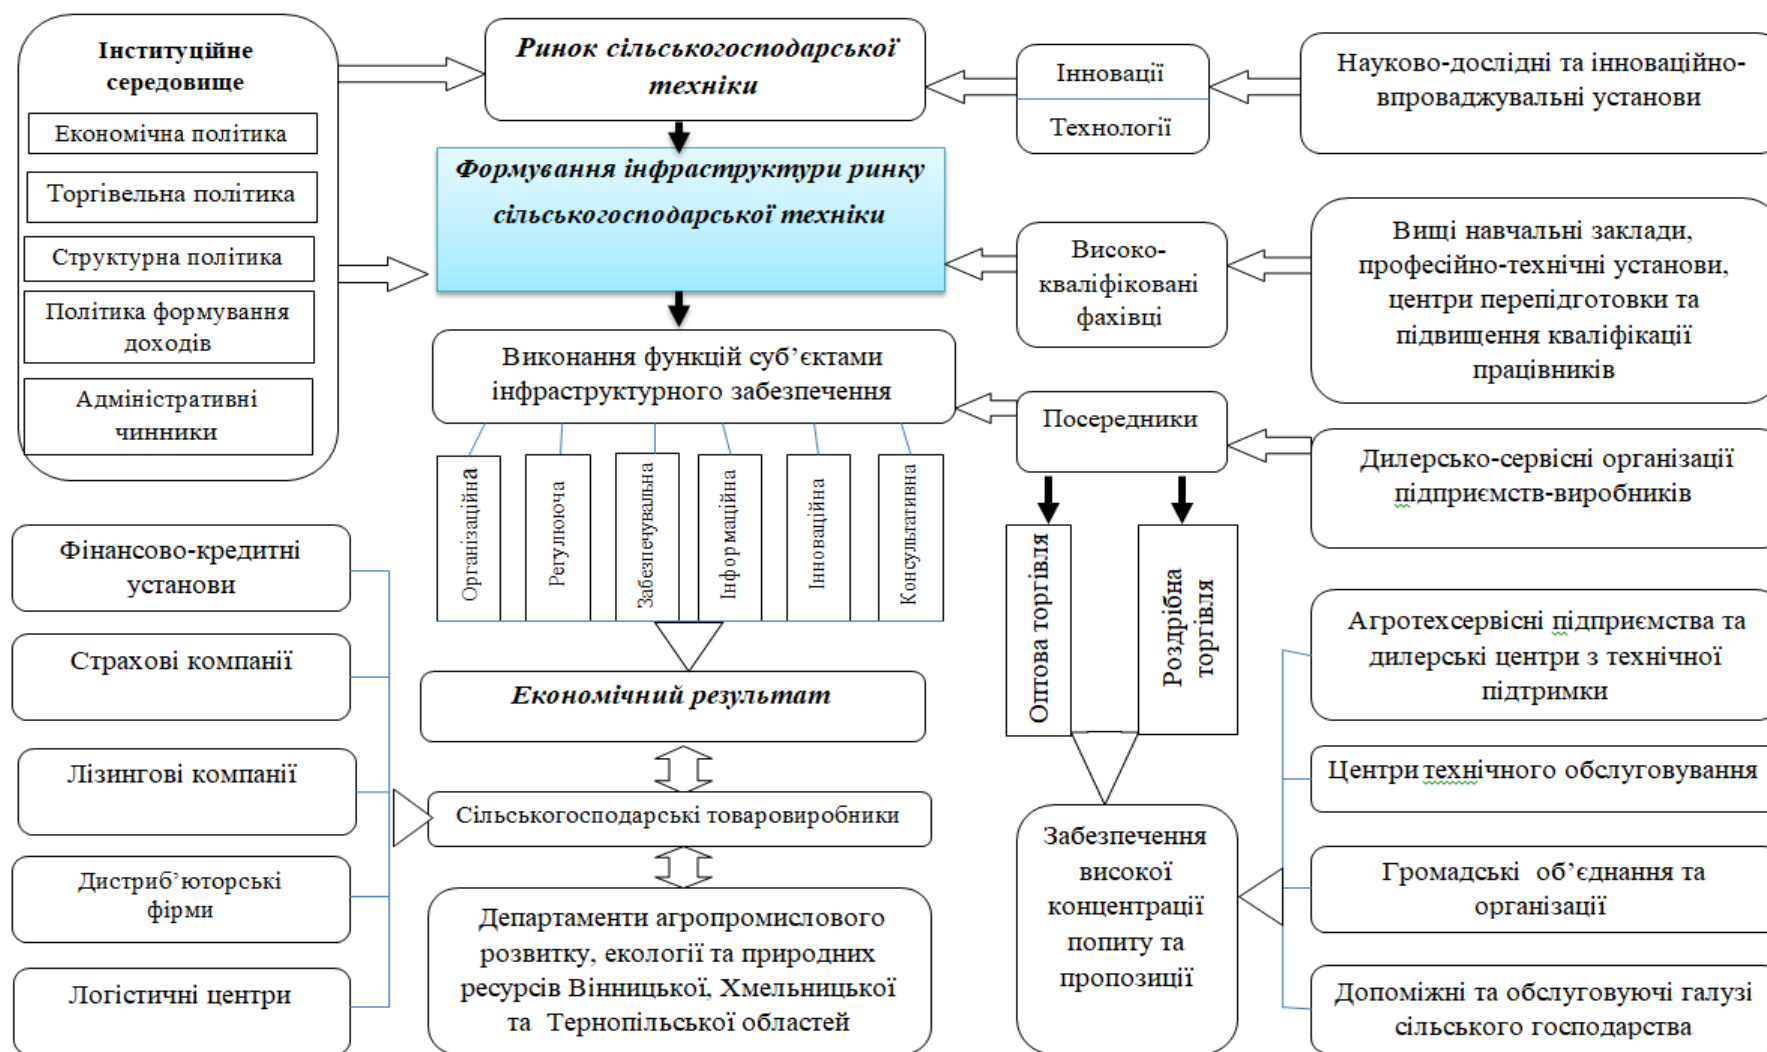 Інституційне
середовище
Економічна політика
Торгівельна політика
Структурна політика
Політика формування
доходів
Адміністративні
чинники
Ринок сільськогосподарської
техніки
Інновації
Технології
Науково-дослідні та інноваційно-
впроваджувальні установи
Формування інфраструктури ринку
сільськогосподарської техніки
Високо-
кваліфіковані
фахівці
Вищі навчальні заклади,
професійно-технічні установи,
центри перепідготовки та
підвищення кваліфікації
працівників
Виконання функцій суб’єктами
інфраструктурного забезпечення
Посередники
Дилерсько-сервісні організації
підприємств-виробників
Організаційна
Регулююча
Забезпечувальна
Інформаційна
Інноваційна
Консультативна
Оптова торгівля
Роздрібна
торгівля
Фінансово-кредитні
установи
Страхові компанії
Лізингові компанії
Дистриб’юторські
фірми
Логістичні центри
Економічний результат
Сільськогосподарські товаровиробники
Департаменти агропромислового
розвитку, екології та природних
ресурсів Вінницької, Хмельницької
та Тернопільської областей
Забезпечення
високої
концентрації
попиту та
пропозиції
Агротехсервісні підприємства та
дилерські центри з технічної
підтримки
Центри технічного обслуговування
Громадські об’єднання та
організації
Допоміжні та обслуговуючі галузі
сільського господарства